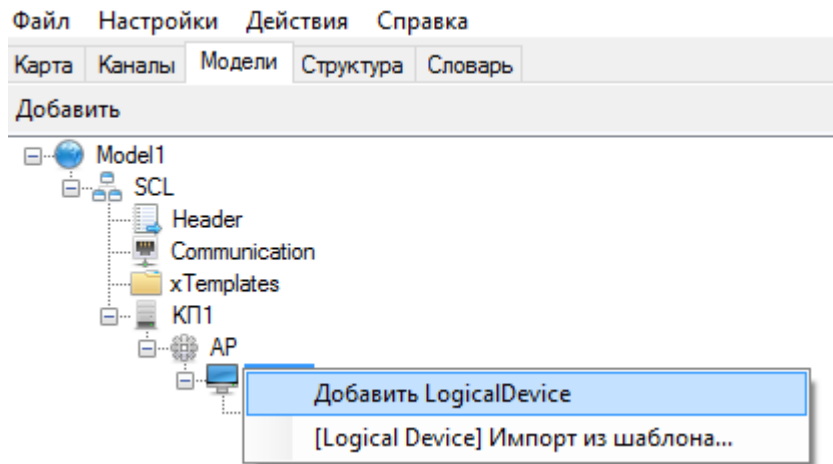 Файл Настройки Действия Справка
Карта Каналы Модели Структура Словарь
Добавить
Model1
SCL
Header
Communication
xTemplates
КП1
AP
Добавить LogicalDevice
[Logical Device] Импорт из шаблона...